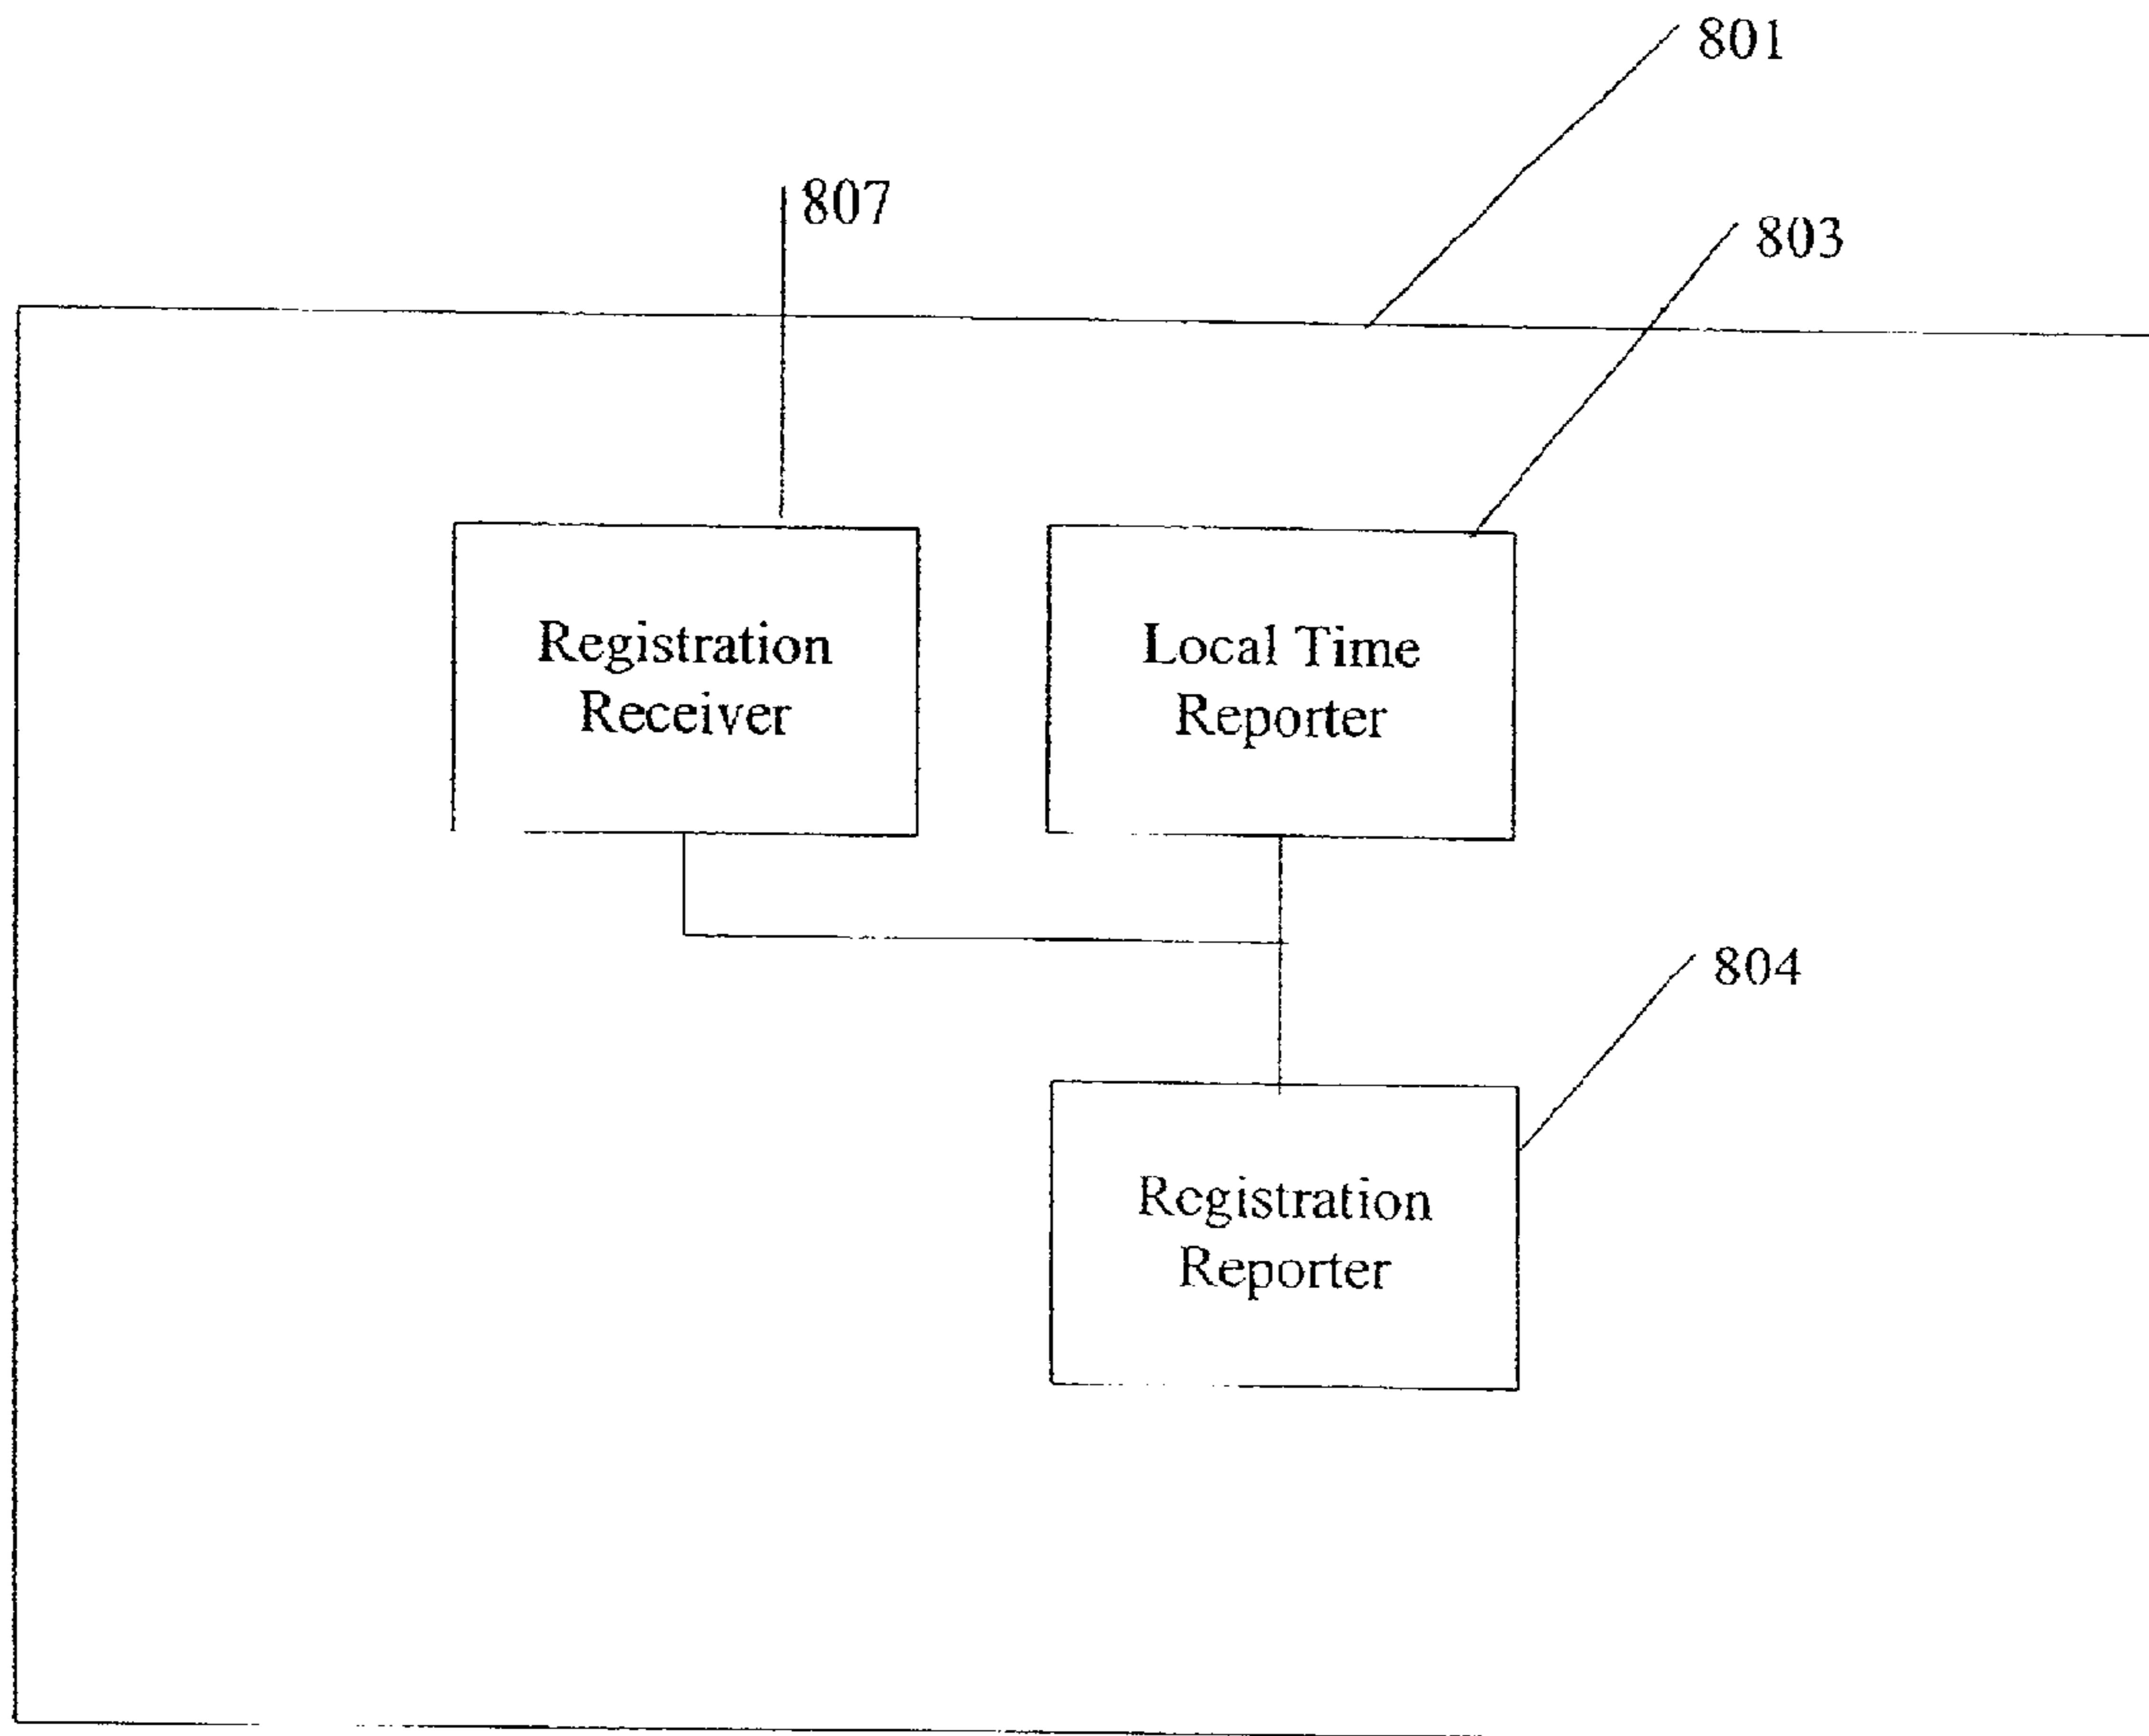 801
807
803
Registration
Receiver
Local Time
Reporter
804
Registration
Reporter